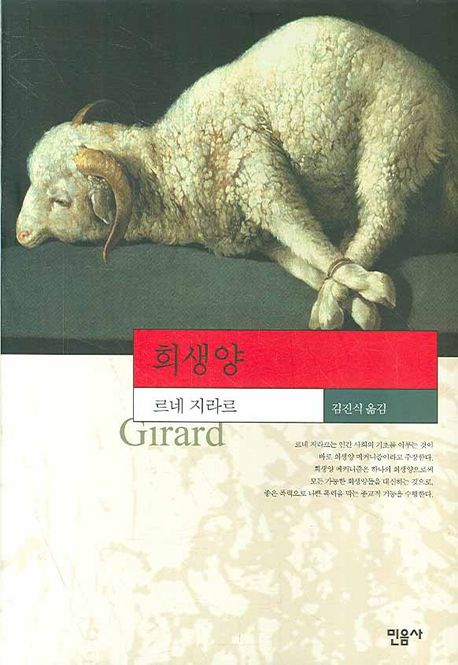 희생양
르네 지라르
김진식 옮김
Girard
르네 지라르는 인간 사회의 기초를 이루는 것이
바로 희생양 메커니즘이라고 주장한다.
희생양 메커니즘은 하나의 희생양으로써
모든 가능한 희생양들을 대신하는 것으로,
좋은 폭력으로 나쁜 폭력을 막는 종교적 기능을 수행한다.
민음사